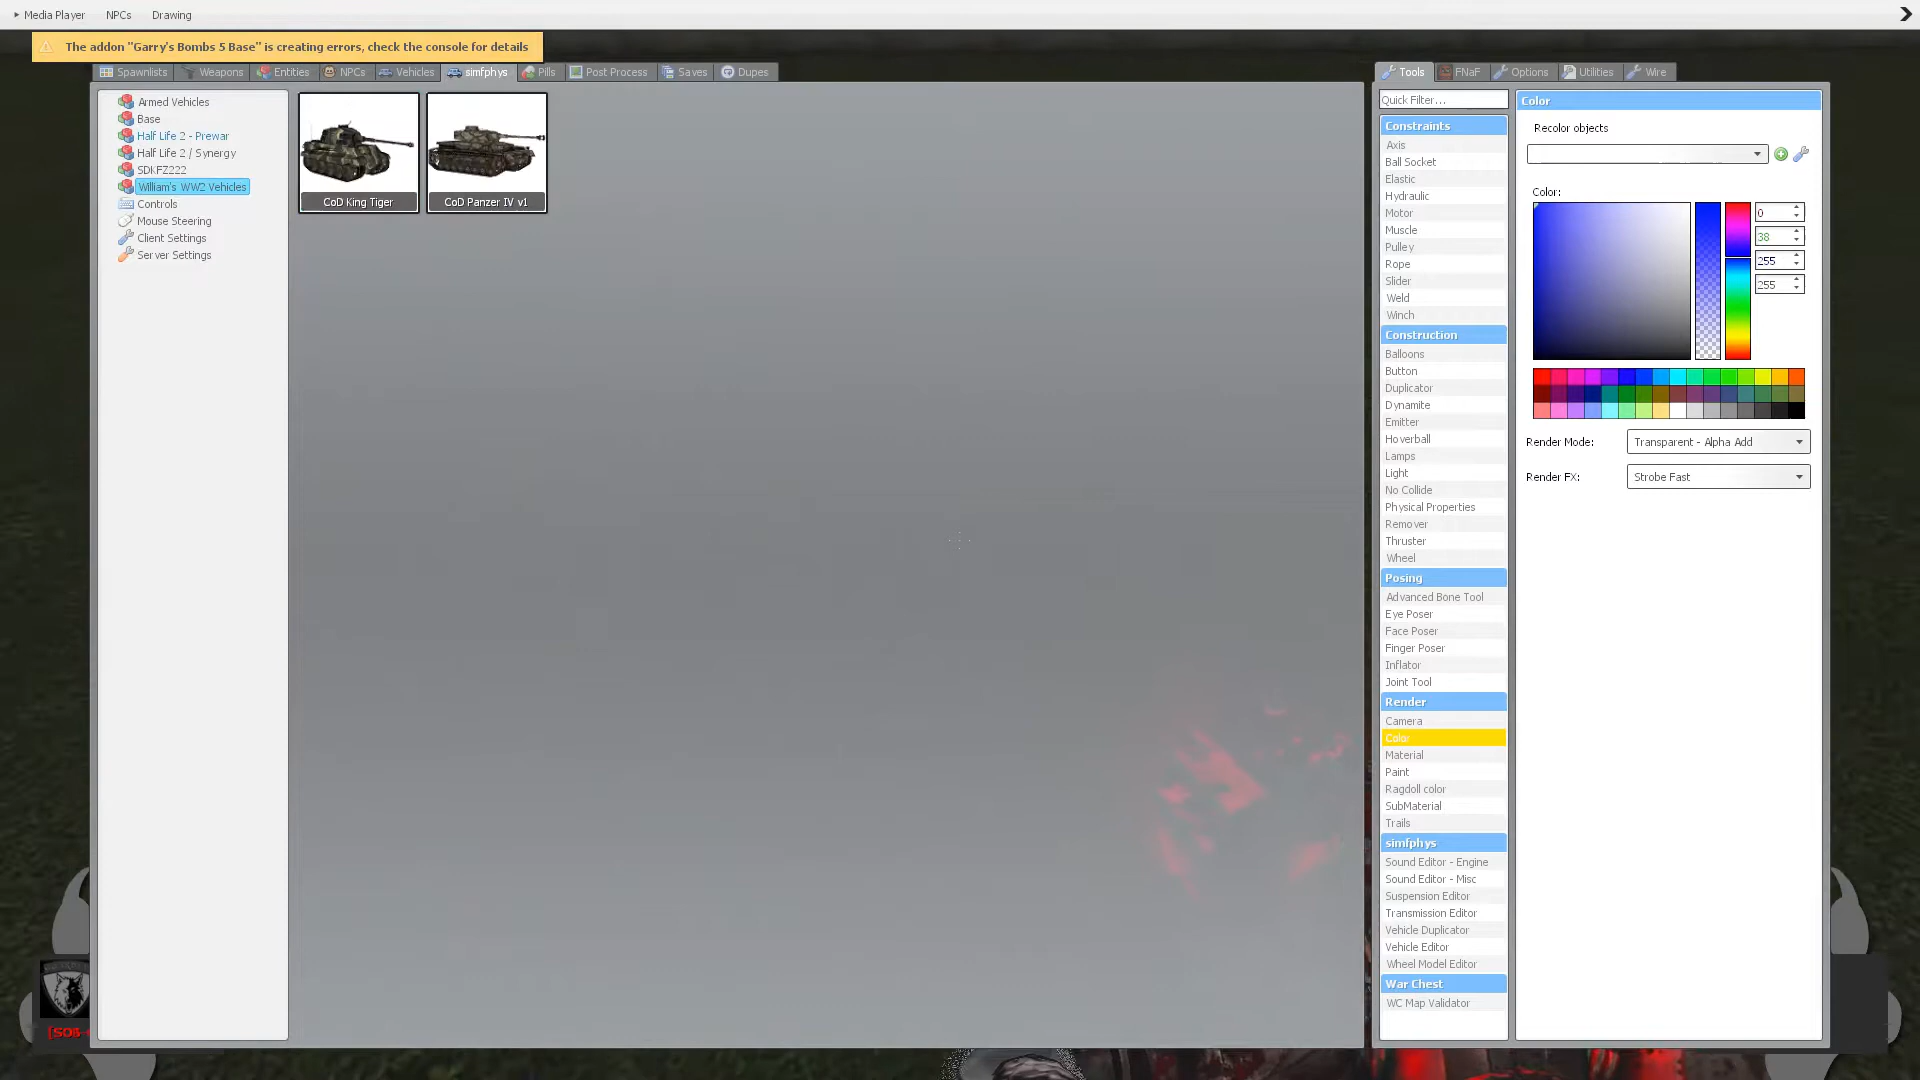 Media Player NPCs Drawing
The addon "Garry's Bombs 5 Base" is creating errors, check the console for details
Spawnlists Weapons Entities NPCs Vehicles simfphys Pills Post Process Saves Dupes
Tools FNaF Options Utilities Wire
Armed Vehicles
Base
Half Life 2 - Prewar
Half Life 2 / Synergy
SDKFZ222
William's WW2 Vehicles
Controls
Mouse Steering
Client Settings
Server Settings
CoD King Tiger
CoD Panzer IV v1
Quick Filter...
Constraints
Axis
Ball Socket
Elastic
Hydraulic
Motor
Muscle
Pulley
Rope
Slider
Weld
Winch
Construction
Balloons
Button
Duplicator
Dynamite
Emitter
Hoverball
Lamps
Light
No Collide
Physical Properties
Remover
Thruster
Wheel
Posing
Advanced Bone Tool
Eye Poser
Face Poser
Finger Poser
Inflator
Joint Tool
Render
Camera
Color
Material
Paint
Ragdoll color
SubMaterial
Trails
simfphys
Sound Editor - Engine
Sound Editor - Misc
Suspension Editor
Transmission Editor
Vehicle Duplicator
Vehicle Editor
Wheel Model Editor
War Chest
WC Map Validator
Color
Recolor objects
Color:
0
38
255
255
Render Mode: Transparent - Alpha Add
Render FX: Strobe Fast
[SOB